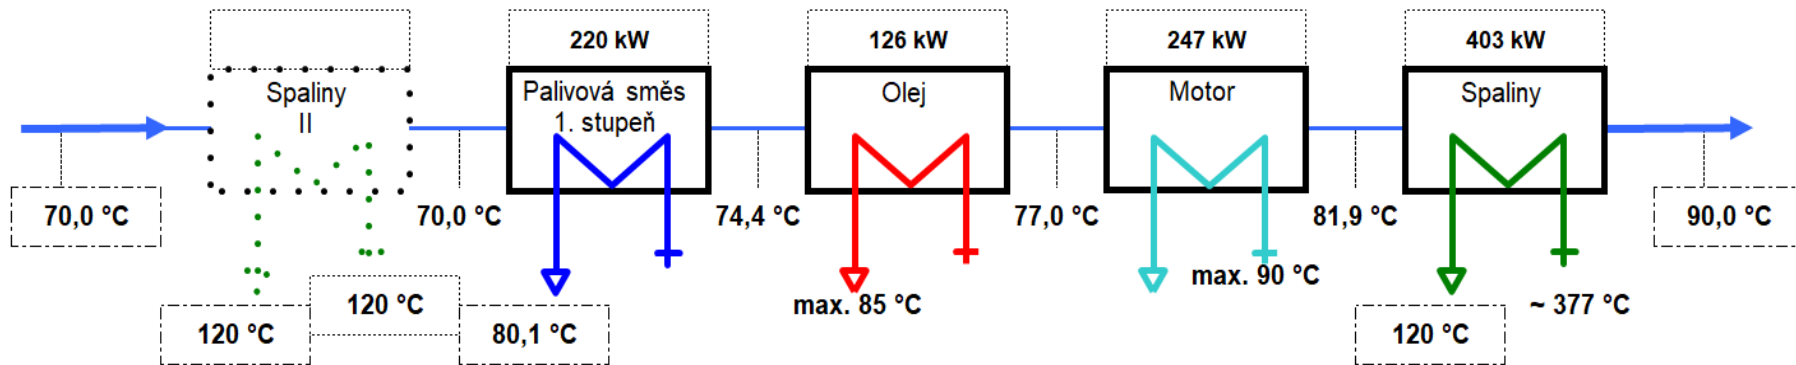 220 kW
126 kW
247 kW
403 kW
Spaliny
II
Palivová směs
1. stupeň
Olej
Motor
Spaliny
70,0 °C
70,0 °C
74,4 °C
77,0 °C
81,9 °C
90,0 °C
120 °C
120 °C
80,1 °C
max. 85 °C
max. 90 °C
120 °C
~ 377 °C